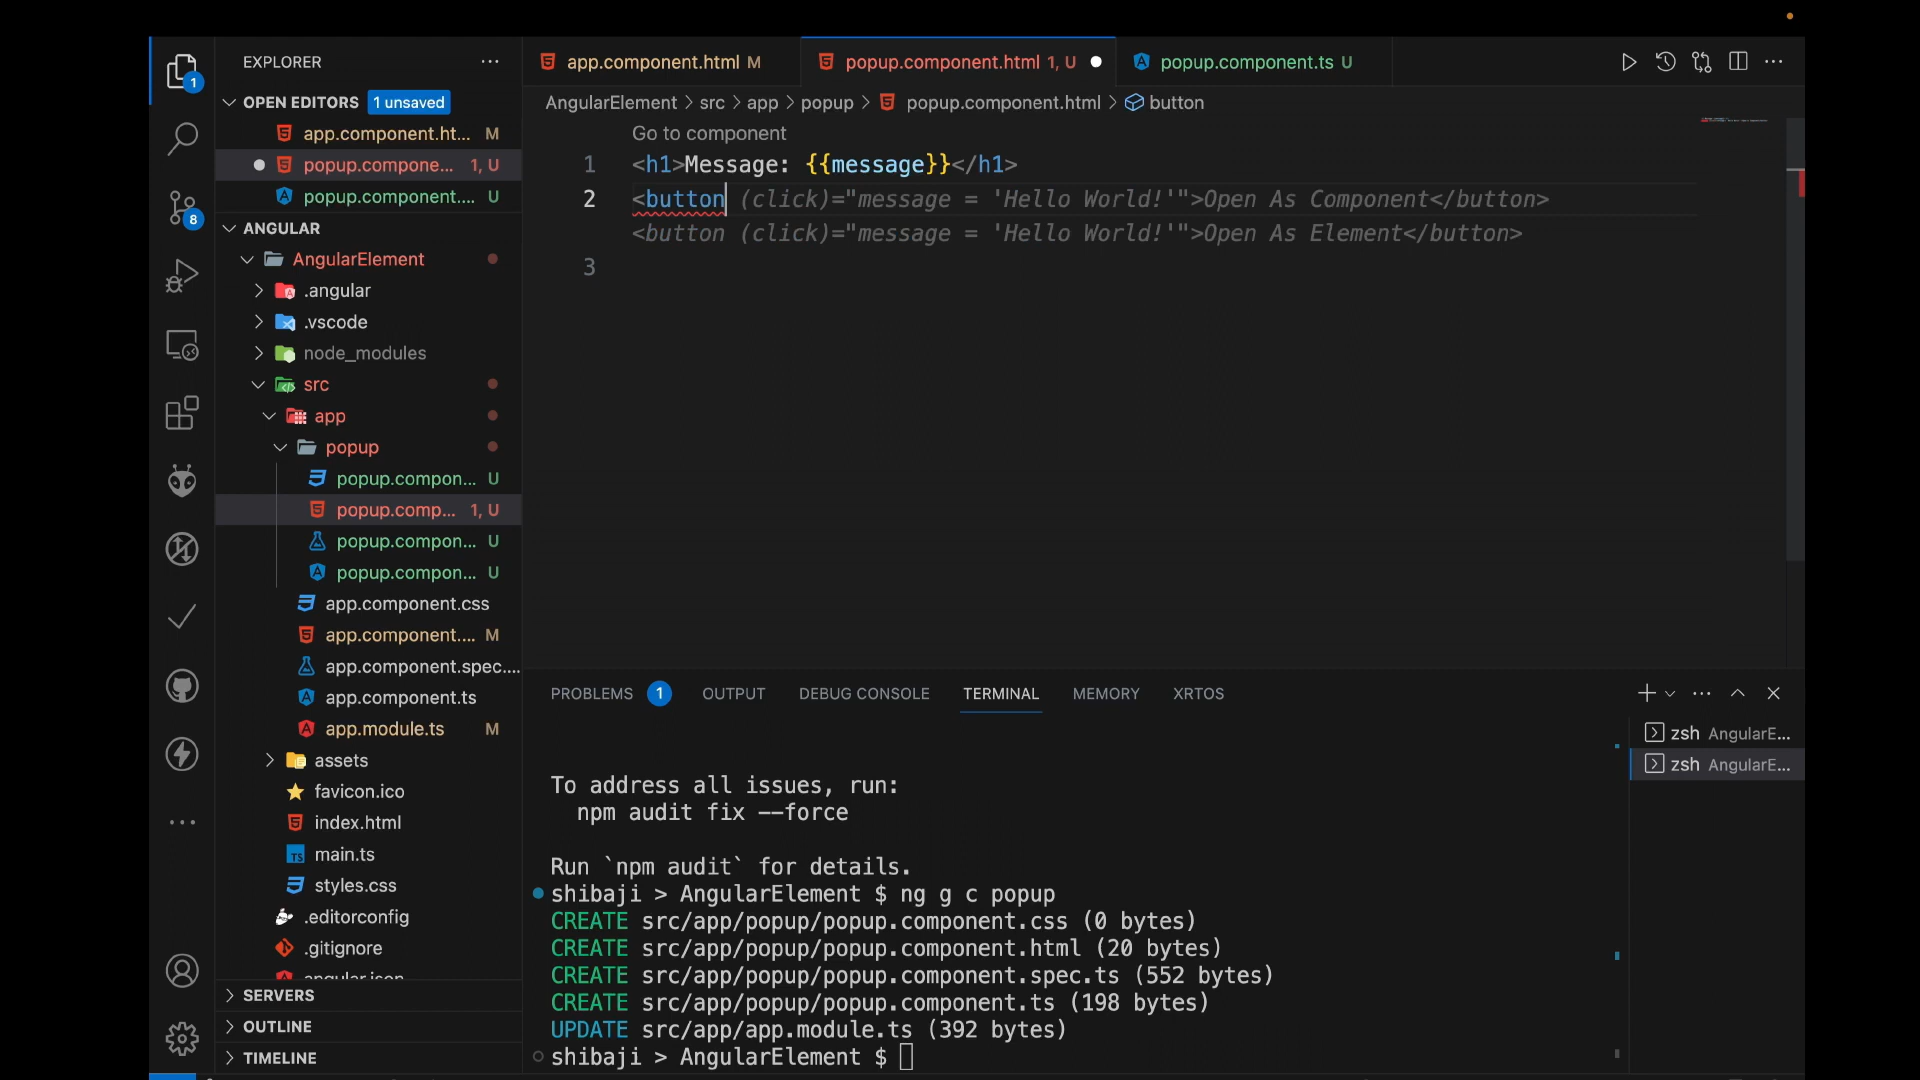 EXPLORER
OPEN EDITORS 1 unsaved
app.component.ht... M
popup.compone... 1, U
popup.component.... U
ANGULAR
AngularElement
.angular
.vscode
node_modules
src
app
popup
popup.compon... U
popup.comp... 1, U
popup.compon... U
popup.compon... U
app.component.css
app.component.... M
app.component.spec....
app.component.ts
app.module.ts M
assets
favicon.ico
index.html
main.ts
styles.css
.editorconfig
.gitignore
angular.json
SERVERS
OUTLINE
TIMELINE
1
8
app.component.html M
popup.component.html 1, U
popup.component.ts U
AngularElement > src > app > popup > popup.component.html > button
Go to component
1 <h1>Message: {{message}}</h1>
2 <button (click)="message = 'Hello World!'">Open As Component</button>
<button (click)="message = 'Hello World!'">Open As Element</button>
3
PROBLEMS 1 OUTPUT DEBUG CONSOLE TERMINAL MEMORY XRTOS
To address all issues, run:
npm audit fix --force
Run `npm audit` for details.
shibaji > AngularElement $ ng g c popup
CREATE src/app/popup/popup.component.css (0 bytes)
CREATE src/app/popup/popup.component.html (20 bytes)
CREATE src/app/popup/popup.component.spec.ts (552 bytes)
CREATE src/app/popup/popup.component.ts (198 bytes)
UPDATE src/app/app.module.ts (392 bytes)
shibaji > AngularElement $
zsh AngularE...
zsh AngularE...